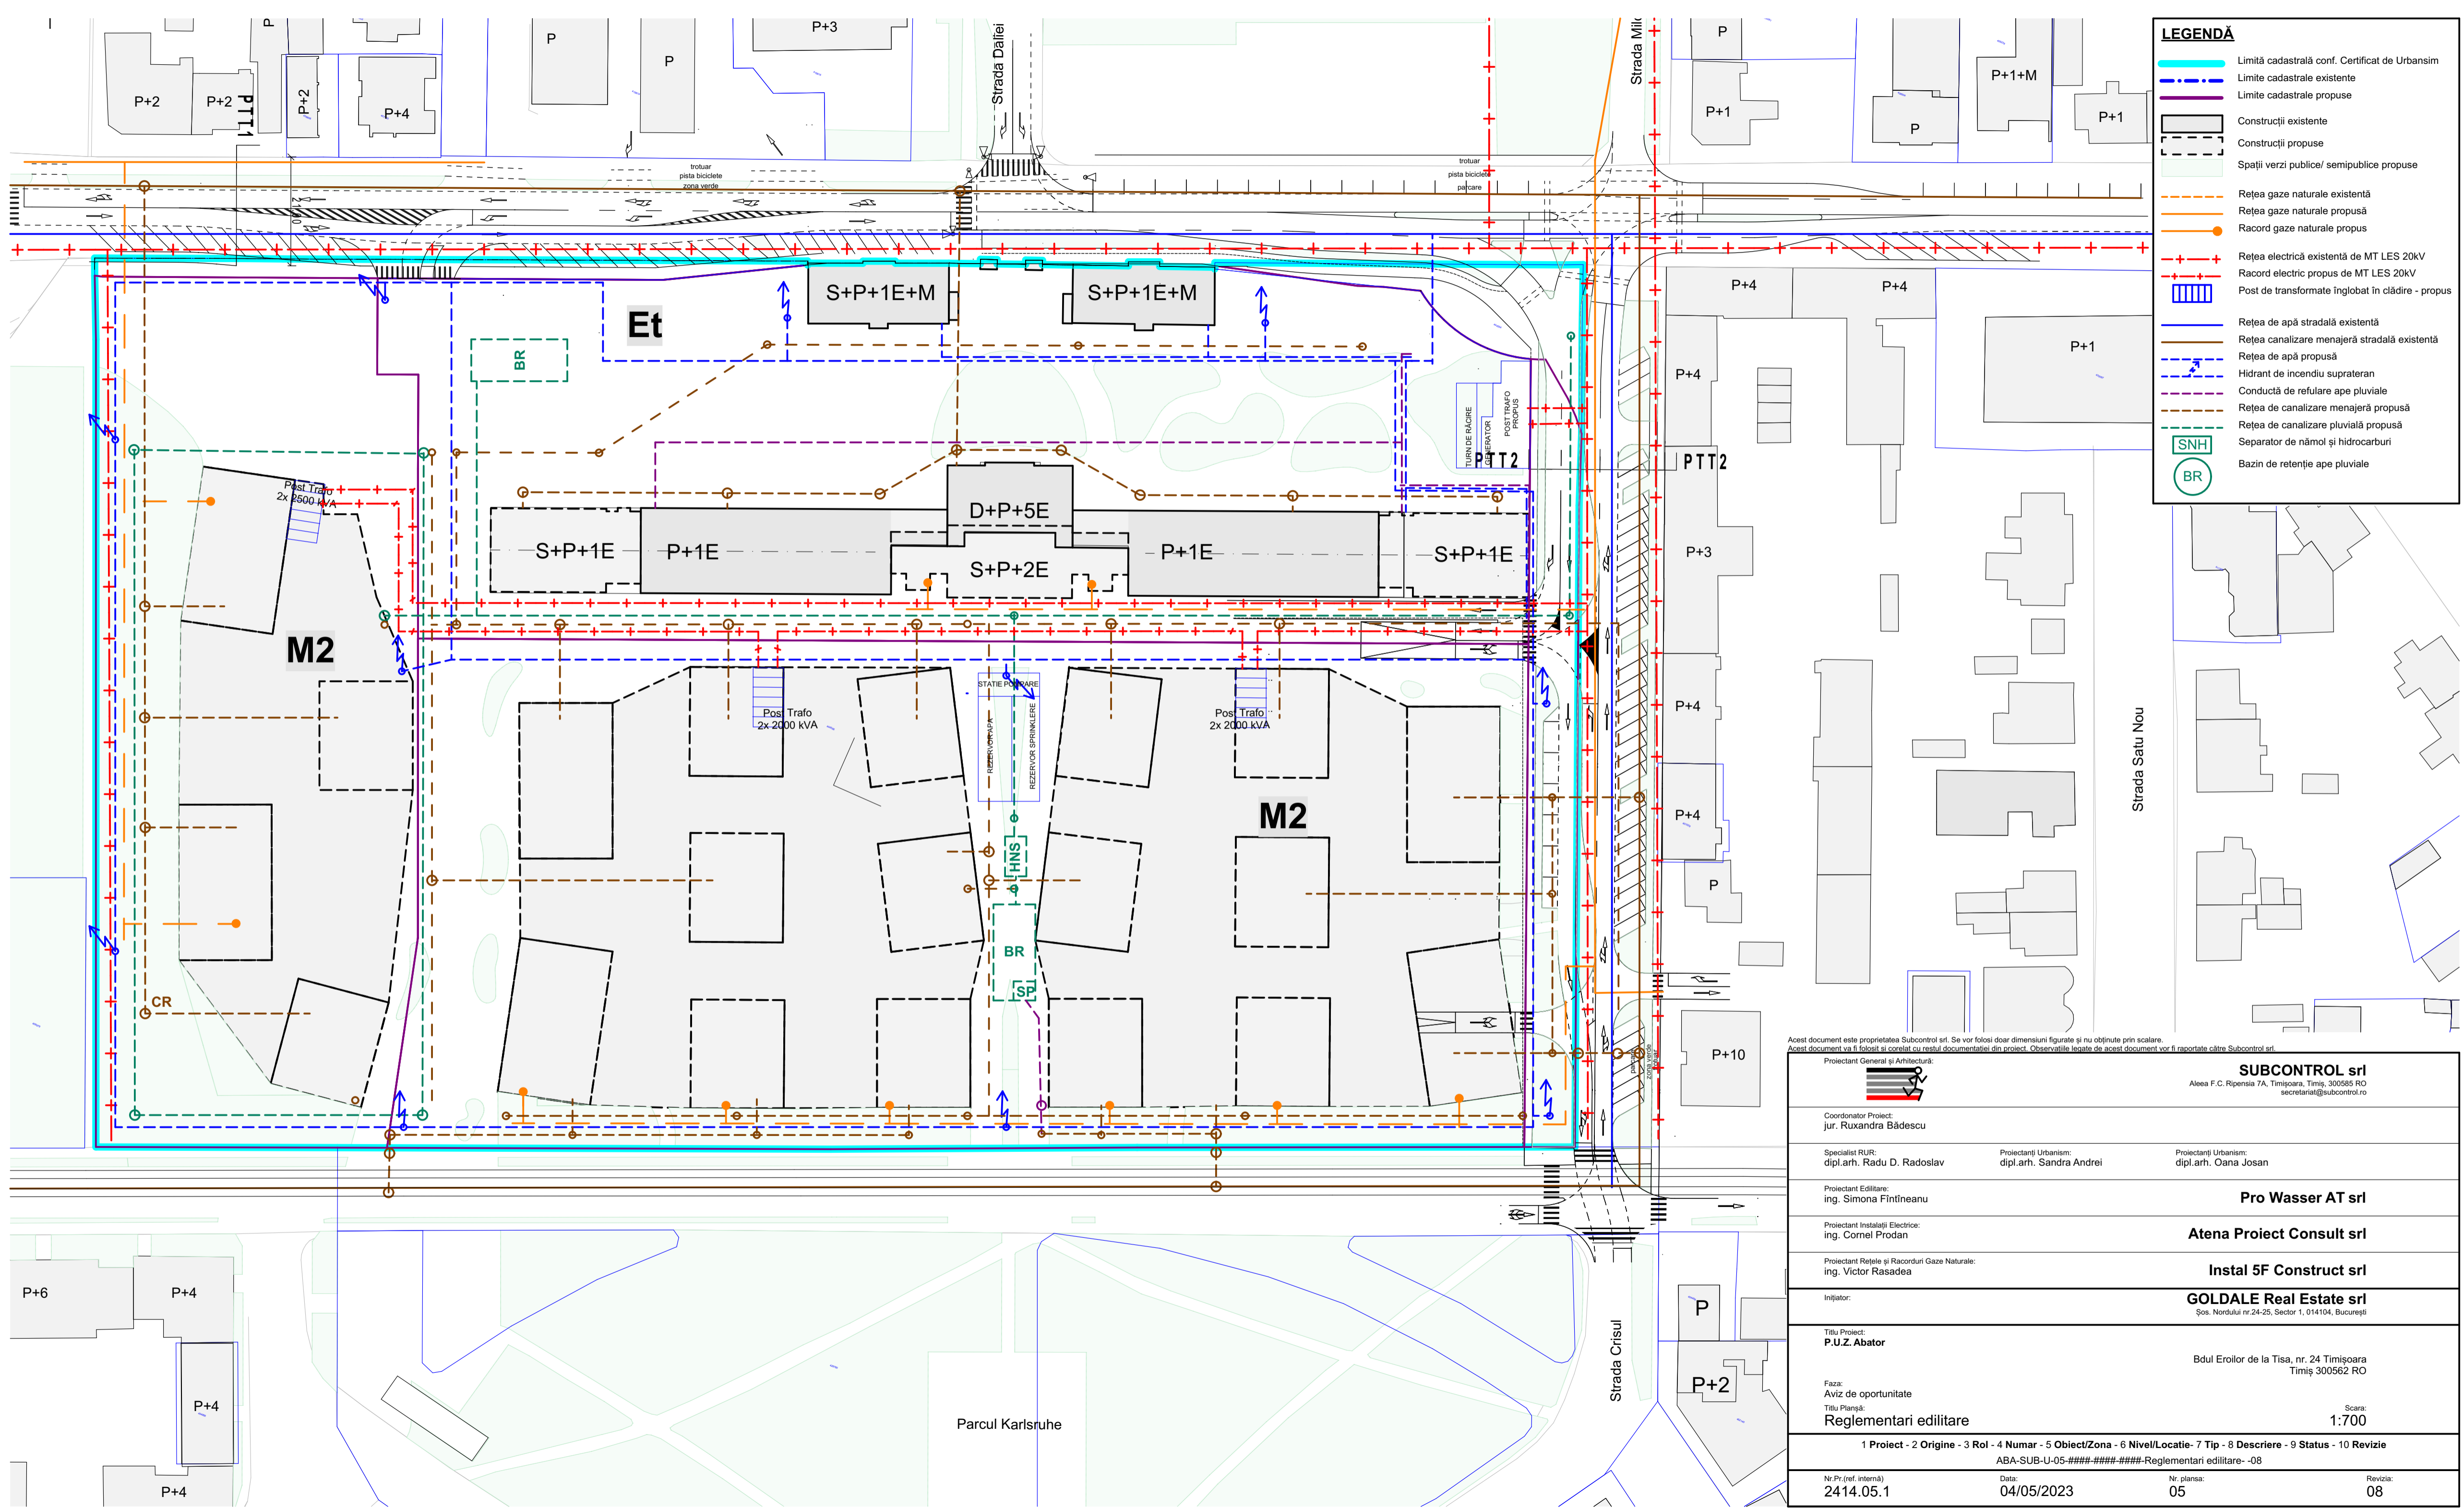 P+2
P+2
PTT1
P
P+2
P+4
P
P
P+3
Strada Daliei
Strada
P
P+1
P
P+1+M
P+1
trotuar
pista biciclete
zona verde
trotuar
pista biciclete
parcare
21.00
Et
S+P+1E+M
S+P+1E+M
BR
P+4
P+4
P+4
P+1
TURN DE RĂCIRE
GENERATOR
POST TRAFO
PROPUS
PTT2
PTT2
Post Trafo
2x 2500 kVA
D+P+5E
S+P+1E
P+1E
S+P+2E
P+1E
S+P+1E
P+3
M2
STATIE POMPARE
REZERVOR APA
REZERVOR SPRINKLERE
Post Trafo
2x 2000 kVA
Post Trafo
2x 2000 kVA
P+4
M2
P+4
SNH
P
BR
SP
CR
P+10
parcare
zona verde
trotuar
Strada Satu Nou
P+6
P+4
P+4
P+4
Parcul Karlsruhe
Strada Crisul
P
P+2
LEGENDĂ
Limită cadastrală conf. Certificat de Urbansim
Limite cadastrale existente
Limite cadastrale propuse
Construcții existente
Construcții propuse
Spații verzi publice/ semipublice propuse
Rețea gaze naturale existentă
Rețea gaze naturale propusă
Racord gaze naturale propus
Rețea electrică existentă de MT LES 20kV
Racord electric propus de MT LES 20kV
Post de transformate înglobat în clădire - propus
Rețea de apă stradală existentă
Rețea canalizare menajeră stradală existentă
Rețea de apă propusă
Hidrant de incendiu suprateran
Conductă de refulare ape pluviale
Rețea de canalizare menajeră propusă
Rețea de canalizare pluvială propusă
SNH Separator de nămol și hidrocarburi
BR Bazin de retenție ape pluviale
Acest document este proprietatea Subcontrol srl. Se vor folosi doar dimensiuni figurate și nu obținute prin scalare.
Acest document va fi folosit si corelat cu restul documentației din proiect. Observațiile legate de acest document vor fi raportate către Subcontrol srl.
Proiectant General și Arhitectură:
SUBCONTROL srl
Aleea F.C. Ripensia 7A, Timișoara, Timiș, 300585 RO
secretariat@subcontrol.ro
Coordonator Proiect:
jur. Ruxandra Bădescu
Specialist RUR: Proiectanți Urbanism: Proiectanți Urbanism:
dipl.arh. Radu D. Radoslav dipl.arh. Sandra Andrei dipl.arh. Oana Josan
Proiectant Edilitare:
ing. Simona Fîntîneanu
Pro Wasser AT srl
Proiectant Instalații Electrice:
ing. Cornel Prodan
Atena Proiect Consult srl
Proiectant Rețele și Racorduri Gaze Naturale:
ing. Victor Rasadea
Instal 5F Construct srl
Inițiator:
GOLDALE Real Estate srl
Șos. Nordului nr.24-25, Sector 1, 014104, București
Titlu Proiect:
P.U.Z. Abator
Bdul Eroilor de la Tisa, nr. 24 Timișoara
Timiș 300562 RO
Faza:
Aviz de oportunitate
Titlu Planșă: Scara:
Reglementari edilitare 1:700
1 Proiect - 2 Origine - 3 Rol - 4 Numar - 5 Obiect/Zona - 6 Nivel/Locatie- 7 Tip - 8 Descriere - 9 Status - 10 Revizie
ABA-SUB-U-05-####-####-####-Reglementari edilitare- -08
Nr.Pr.(ref. internă) Data: Nr. plansa: Revizia:
2414.05.1 04/05/2023 05 08